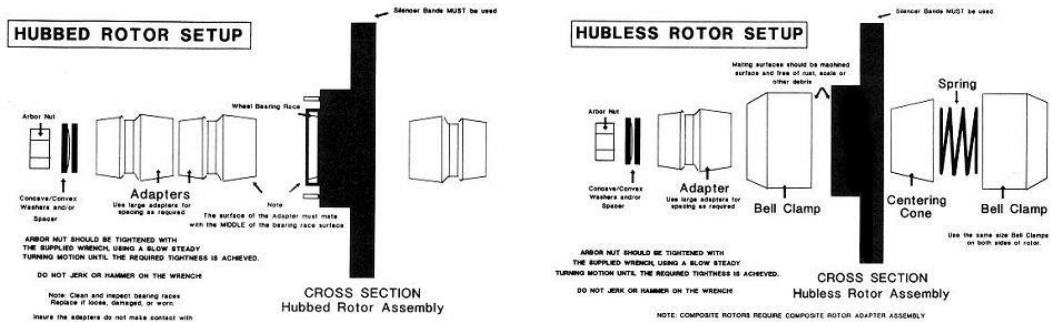 HUBBED ROTOR SETUP
Silencer Bands MUST be used
Wheel Bearing Race
Arbor Nut
Concave/Convex
Washers and/or
Spacer
Adapters
Use large adapters for
spacing as required
Note
The surface of the Adapter must mate
with the MIDDLE of the bearing race surface
ARBOR NUT SHOULD BE TIGHTENED WITH
THE SUPPLIED WRENCH, USING A SLOW STEADY
TURNING MOTION UNTIL THE REQUIRED TIGHTNESS IS ACHIEVED.
DO NOT JERK OR HAMMER ON THE WRENCH!
Note: Clean and inspect bearing races
Replace if loose, damaged, or worn
Insure the adapters do not make contact with
CROSS SECTION
Hubbed Rotor Assembly
HUBLESS ROTOR SETUP
Silencer Bands MUST be used
Mating surfaces should be machined
surface and free of rust, scale or
other debris
Spring
Arbor Nut
Concave/Convex
Washers and/or
Spacer
Adapter
Use large adapters for
spacing as required
Bell Clamp
Centering
Cone
Bell Clamp
Use the same size Bell Clamps
on both sides of rotor.
ARBOR NUT SHOULD BE TIGHTENED WITH
THE SUPPLIED WRENCH, USING A SLOW STEADY
TURNING MOTION UNTIL THE REQUIRED TIGHTNESS IS ACHIEVED.
DO NOT JERK OR HAMMER ON THE WRENCH!
CROSS SECTION
Hubless Rotor Assembly
NOTE: COMPOSITE ROTORS REQUIRE COMPOSITE ROTOR ADAPTER ASSEMBLY